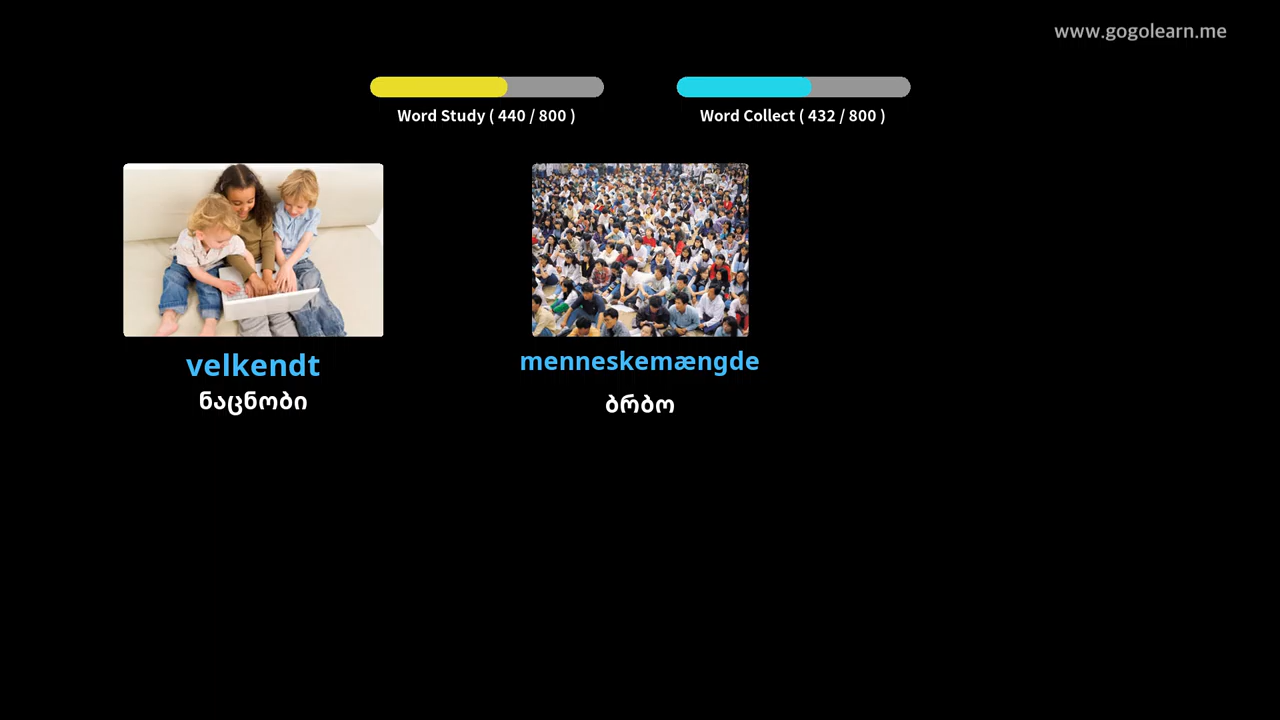 www.gogolearn.me
Word Study ( 440 / 800 )
Word Collect ( 432 / 800 )
velkendt
ნაცნობი
menneskemængde
ბრბო